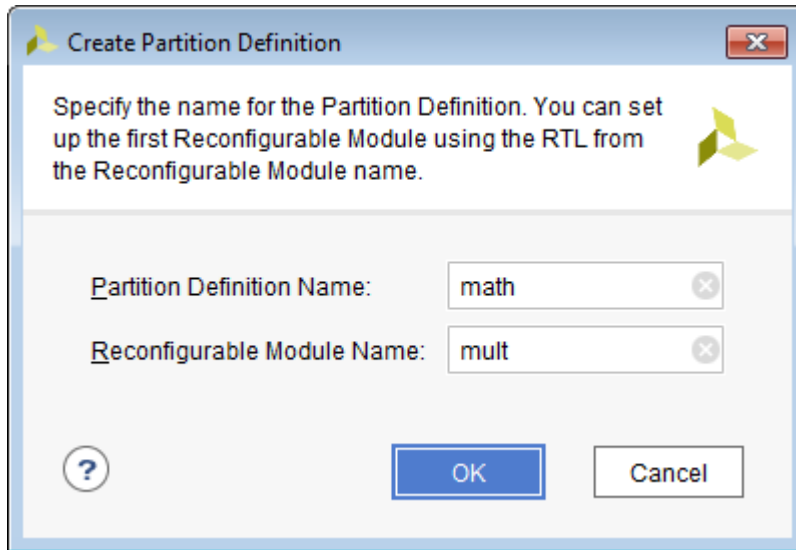 Create Partition Definition
Specify the name for the Partition Definition. You can set
up the first Reconfigurable Module using the RTL from
the Reconfigurable Module name.
Partition Definition Name: math
Reconfigurable Module Name: mult
? OK Cancel